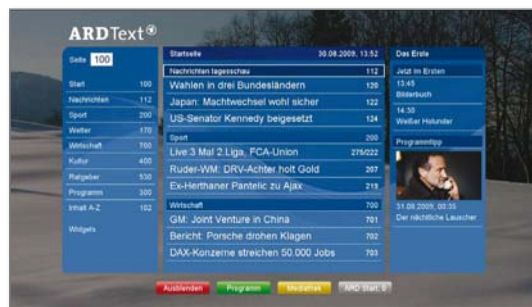 ARDText
Seite 100
Start 100
Nachrichten 112
Sport 200
Wetter 170
Wirtschaft 700
Kultur 400
Ratgeber 530
Programm 300
Inhalt A-Z 102
Widgets
Startseite 30.08.2009, 13:52
Nachrichten tagesschau 112
Wahlen in drei Bundesländern 120
Japan: Machtwechsel wohl sicher 122
US-Senator Kennedy beigesetzt 124
Sport 200
Live 3 Mal 2.Liga, FCA-Union 275/222
Ruder-WM: DRV-Achter holt Gold 207
Ex-Herthaner Pantelic zu Ajax 219
Wirtschaft 700
GM: Joint Venture in China 701
Bericht: Porsche drohen Klagen 702
DAX-Konzerne streichen 50.000 Jobs 703
Das Erste
Jetzt im Ersten
13:45
Bilderbuch
14:30
Weißer Holunder
Programmtipp
31.08.2009, 00:35
Der nächtliche Lauscher
Ausblenden Programm Mediathek ARD Start: 0